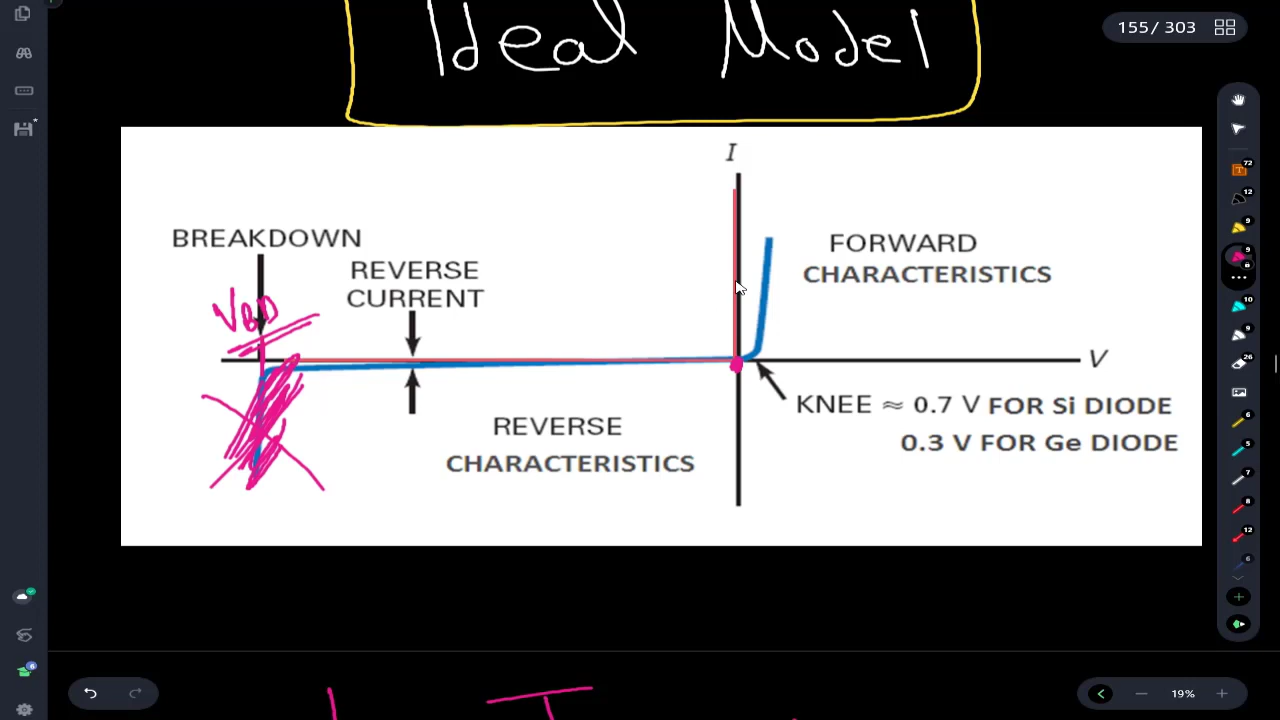 Ideal Model
155/ 303
I
BREAKDOWN
REVERSE
CURRENT
FORWARD
CHARACTERISTICS
VBD
V
KNEE ≈ 0.7 V FOR Si DIODE
0.3 V FOR Ge DIODE
REVERSE
CHARACTERISTICS
19%